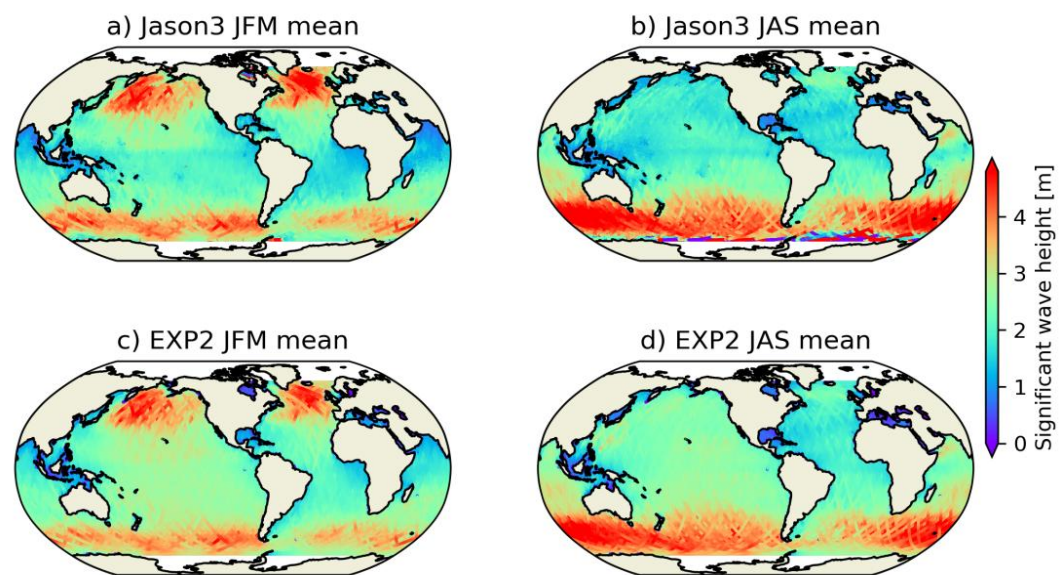 a) Jason3 JFM mean
b) Jason3 JAS mean
c) EXP2 JFM mean
d) EXP2 JAS mean
4
3
2
1
0
Significant wave height [m]